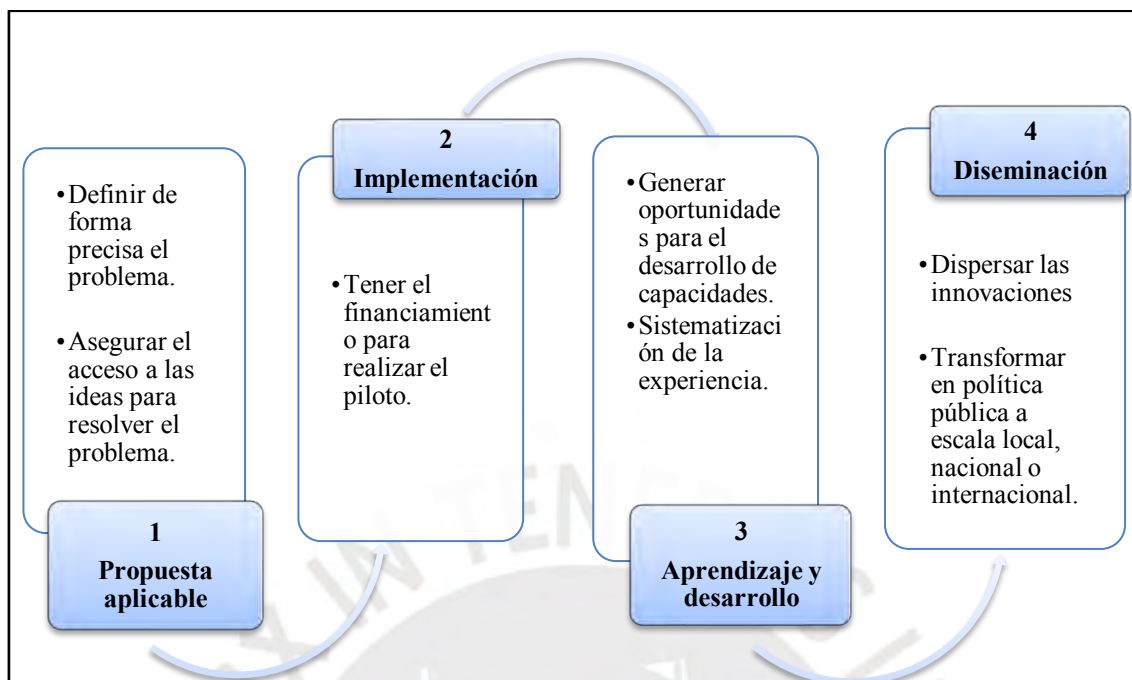 •Definir de
forma
precisa el
problema.
•Asegurar el
acceso a las
ideas para
resolver el
problema.
1
Propuesta
aplicable
2
Implementación
•Tener el
financiamient
o para
realizar el
piloto.
•Generar
oportunidade
s para el
desarrollo de
capacidades.
•Sistematizaci
ón de la
experiencia.
3
Aprendizaje y
desarrollo
4
Diseminación
•Dispersar las
innovaciones
•Transformar
en política
pública a
escala local,
nacional o
internacional.